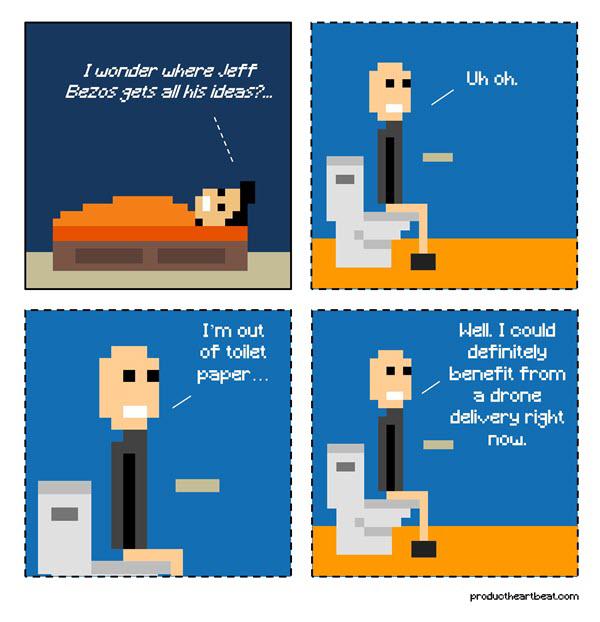 I wonder where Jeff
Bezos gets all his ideas?...
Uh oh.
I'm out
of toilet
paper...
Well. I could
definitely
benefit from
a drone
delivery right
now.
productheartbeat.com